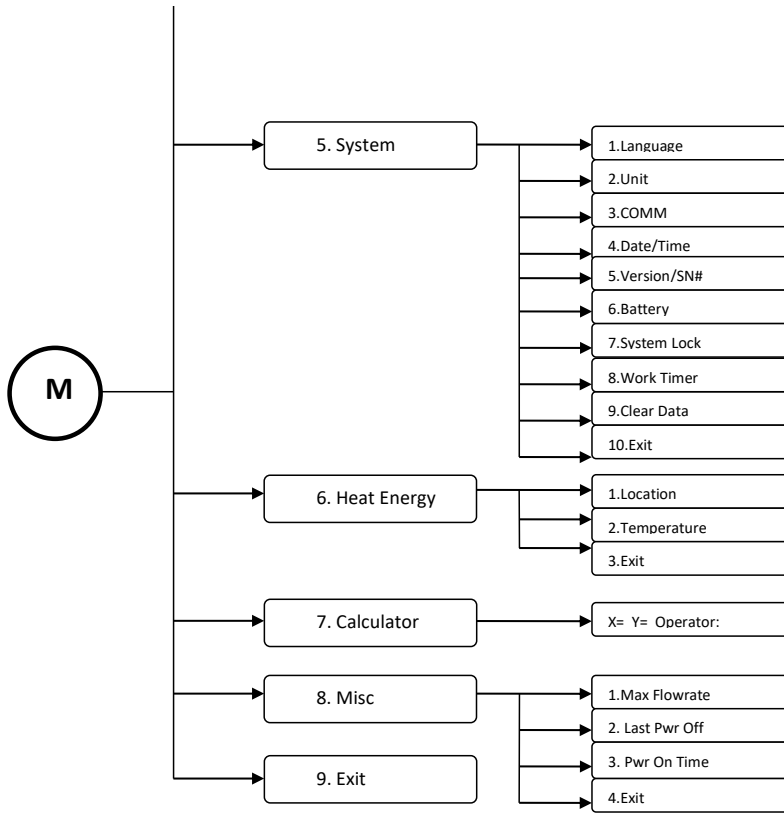 M
5. System
1.Language
2.Unit
3.COMM
4.Date/Time
5.Version/SN#
6.Battery
7.System Lock
8.Work Timer
9.Clear Data
10.Exit
6. Heat Energy
1.Location
2.Temperature
3.Exit
7. Calculator
X= Y= Operator:
8. Misc
1.Max Flowrate
2. Last Pwr Off
3. Pwr On Time
4.Exit
9. Exit